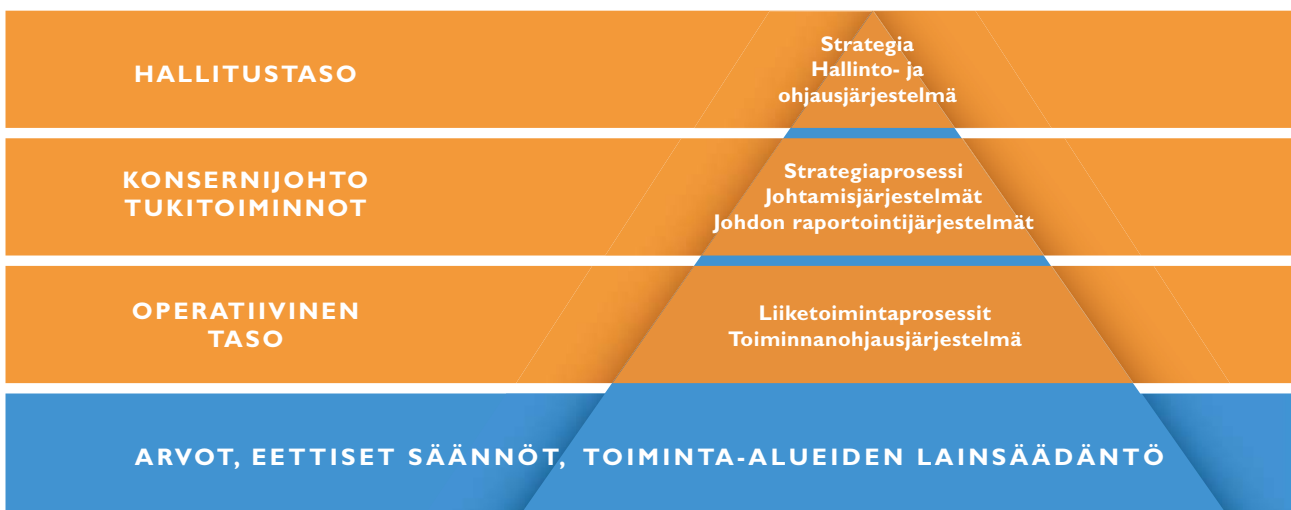 HALLITUSTASO
Strategia
Hallinto- ja
ohjausjärjestelmä
KONSERNIJOHTO
TUKITOIMINNOT
Strategiaprosessi
Johtamisjärjestelmät
Johdon raportointijärjestelmät
OPERATIIVINEN
TASO
Liiketoimintaprosessit
Toiminnanohjausjärjestelmä
ARVOT, EETTISET SÄÄNNÖT, TOIMINTA-ALUEIDEN LAINSÄÄDÄNTÖ